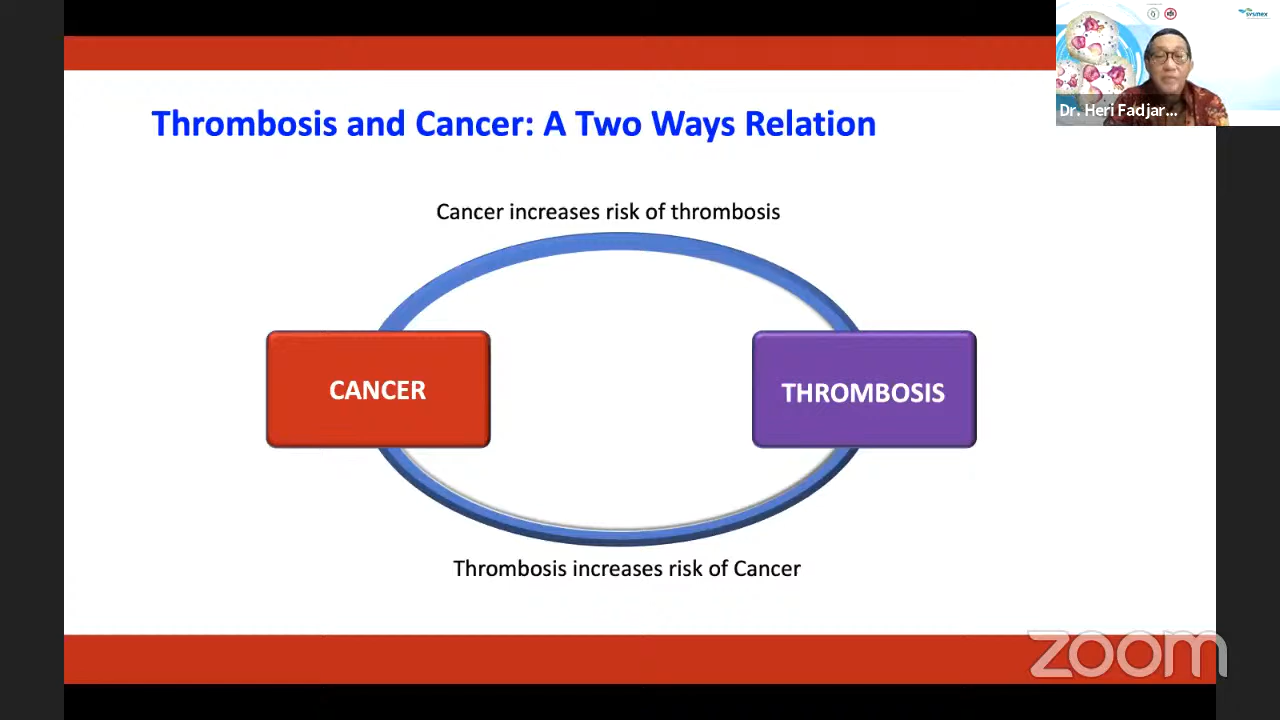 sysmex
Dr. Heri Fadjar...
Thrombosis and Cancer: A Two Ways Relation
Cancer increases risk of thrombosis
CANCER
THROMBOSIS
Thrombosis increases risk of Cancer
zoom